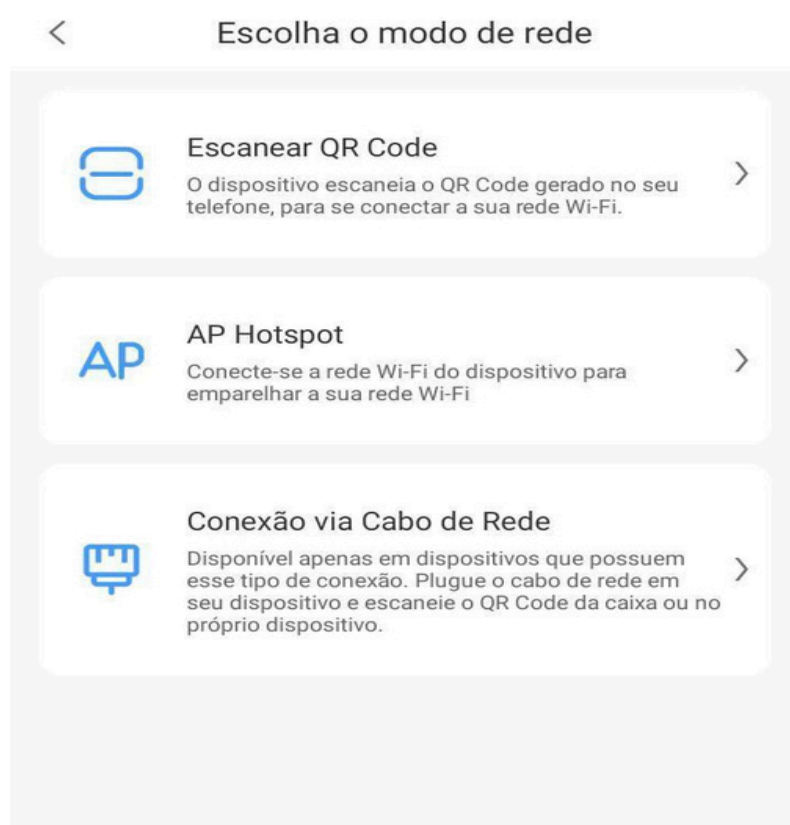 Escolha o modo de rede
Escanear QR Code
O dispositivo escaneia o QR Code gerado no seu
telefone, para se conectar a sua rede Wi-Fi.
AP
AP Hotspot
Conecte-se a rede Wi-Fi do dispositivo para
emparelhar a sua rede Wi-Fi
Conexão via Cabo de Rede
Disponível apenas em dispositivos que possuem
esse tipo de conexão. Plugue o cabo de rede em
seu dispositivo e escaneie o QR Code da caixa ou no
próprio dispositivo.